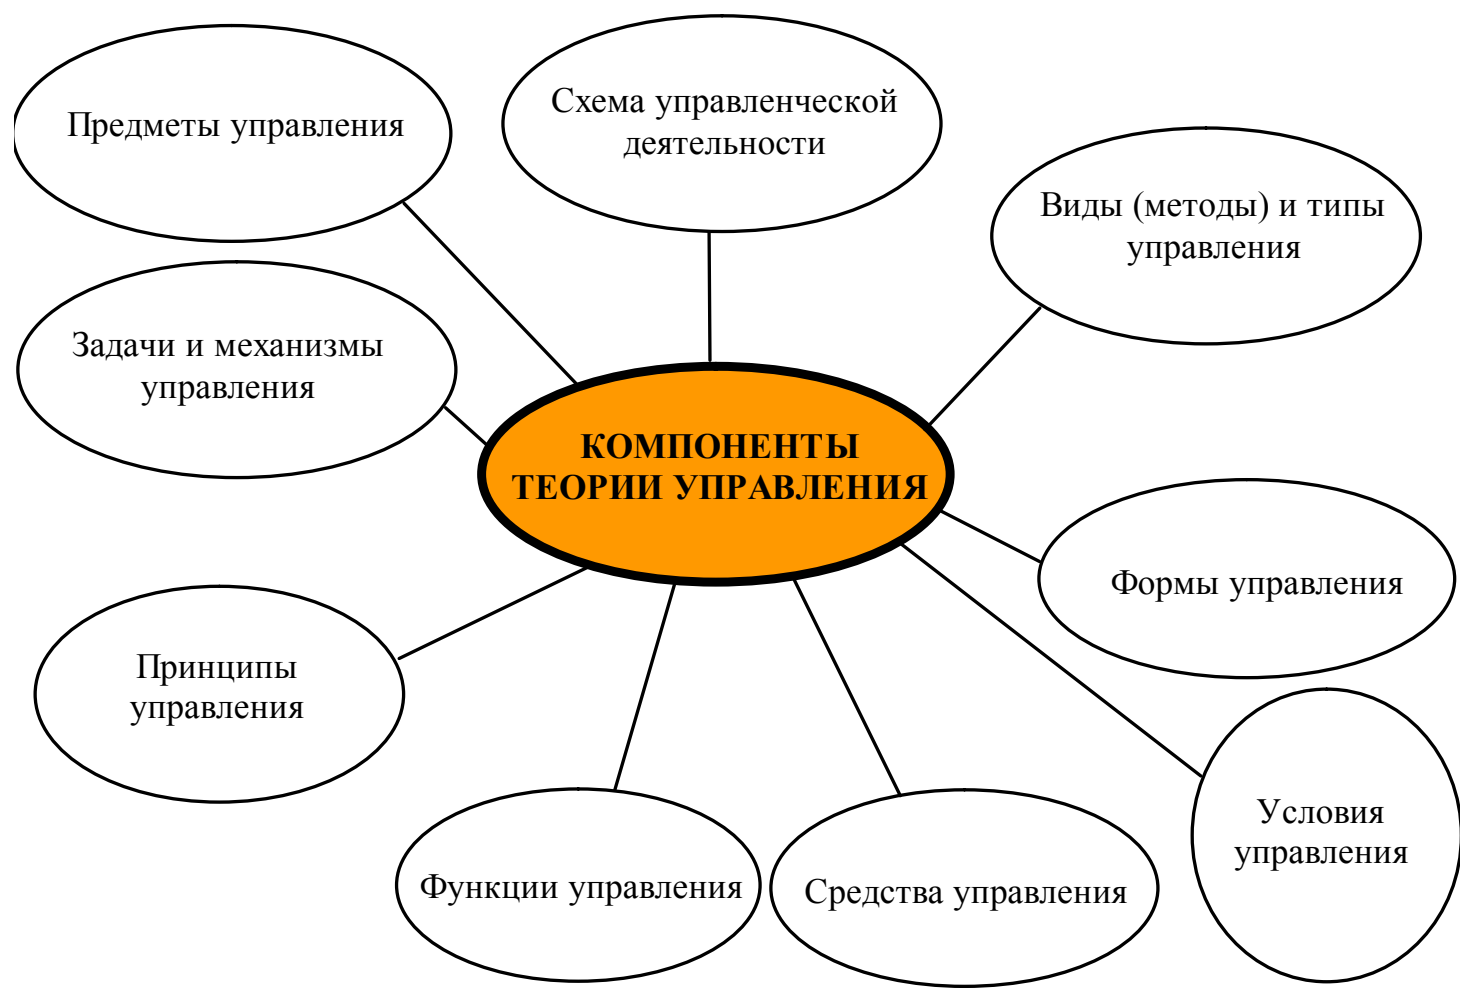 Предметы управления
Схема управленческой
деятельности
Виды (методы) и типы
управления
Задачи и механизмы
управления
КОМПОНЕНТЫ
ТЕОРИИ УПРАВЛЕНИЯ
Формы управления
Принципы
управления
Условия
управления
Функции управления
Средства управления